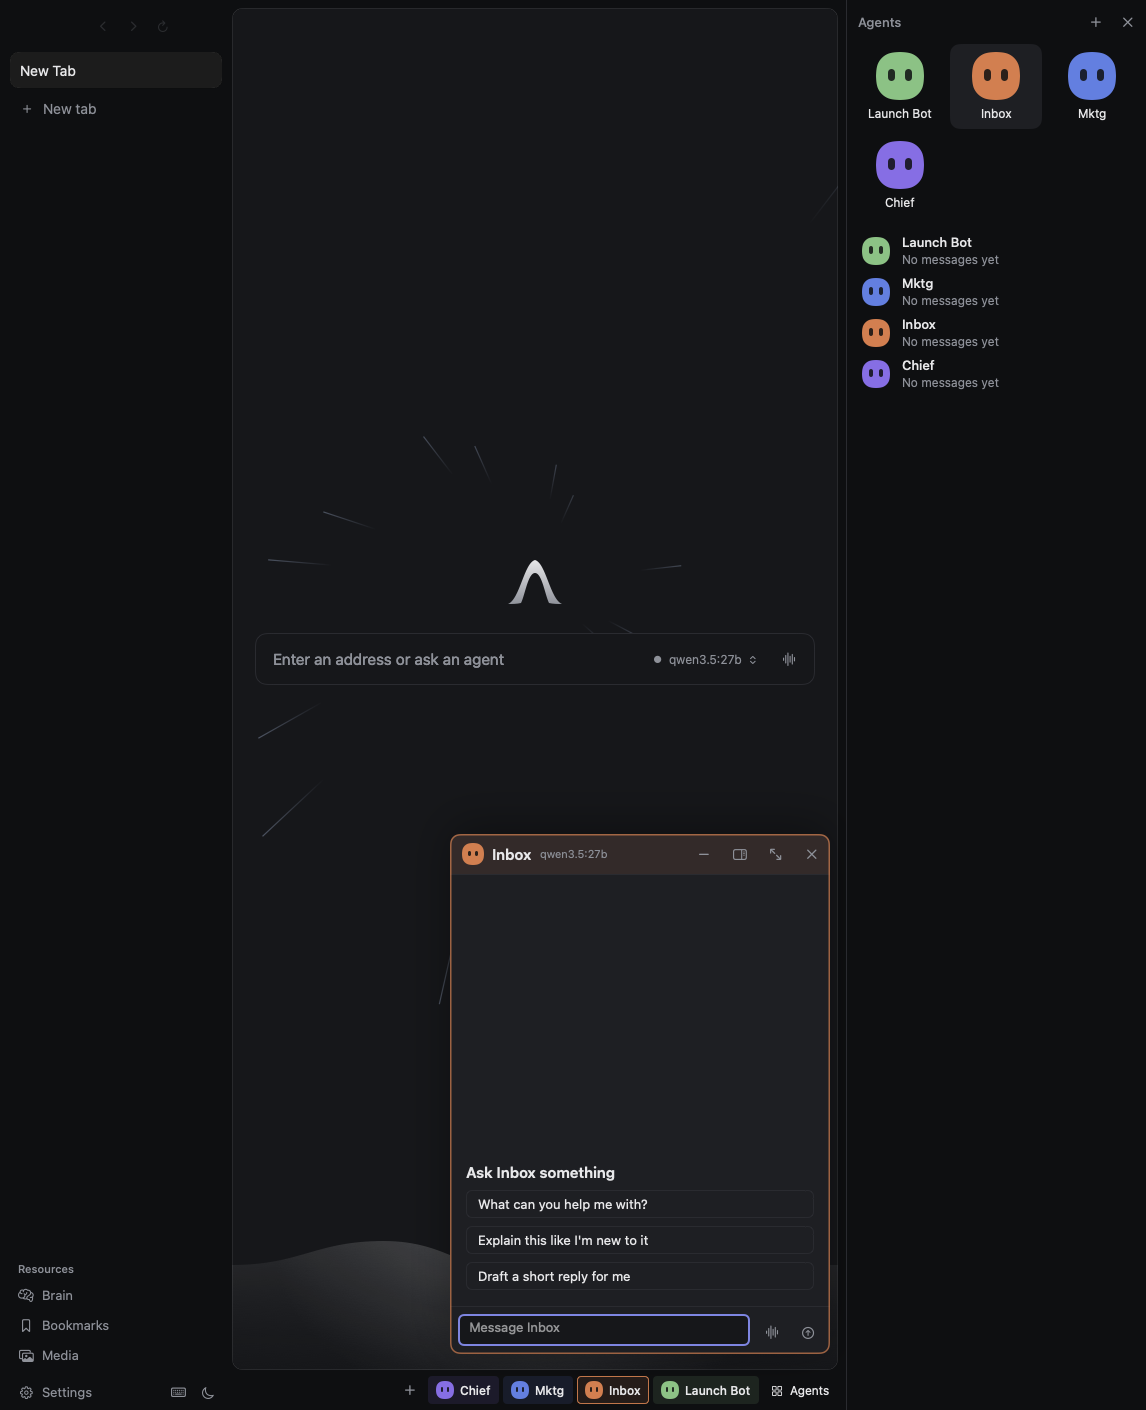 New Tab
New tab
Resources
Brain
Bookmarks
Media
Settings
Enter an address or ask an agent
qwen3.5:27b
Inbox
qwen3.5:27b
Ask Inbox something
What can you help me with?
Explain this like I'm new to it
Draft a short reply for me
Message Inbox
Chief
Mktg
Inbox
Launch Bot
Agents
Agents
Launch Bot
Inbox
Mktg
Chief
Launch Bot
No messages yet
Mktg
No messages yet
Inbox
No messages yet
Chief
No messages yet